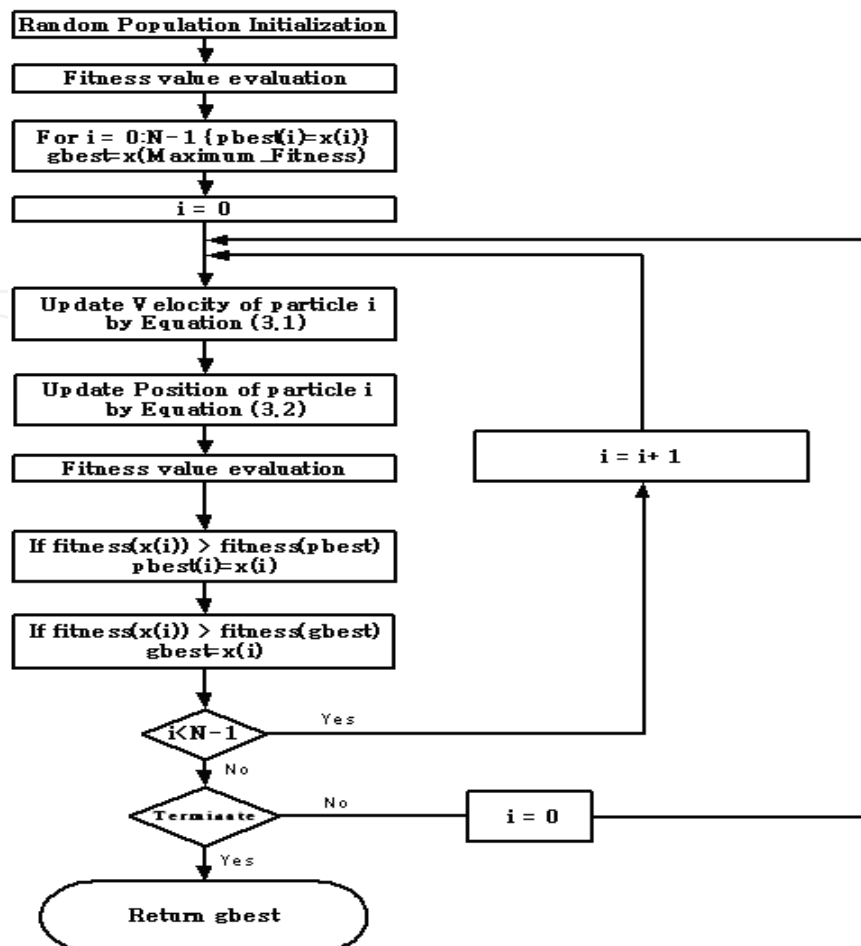 Random Population Initialization
Fitness value evaluation
For i = 0:N-1 {pbest(i)=x(i)}
gbest=x(Maximum_Fitness)
i = 0
Update Velocity of particle i
by Equation (3.1)
Update Position of particle i
by Equation (3.2)
Fitness value evaluation
i = i+ 1
If fitness(x(i)) > fitness(pbest)
pbest(i)=x(i)
If fitness(x(i)) > fitness(gbest)
gbest=x(i)
i<N-1
Yes
No
Terminate
No
i = 0
Yes
Return gbest